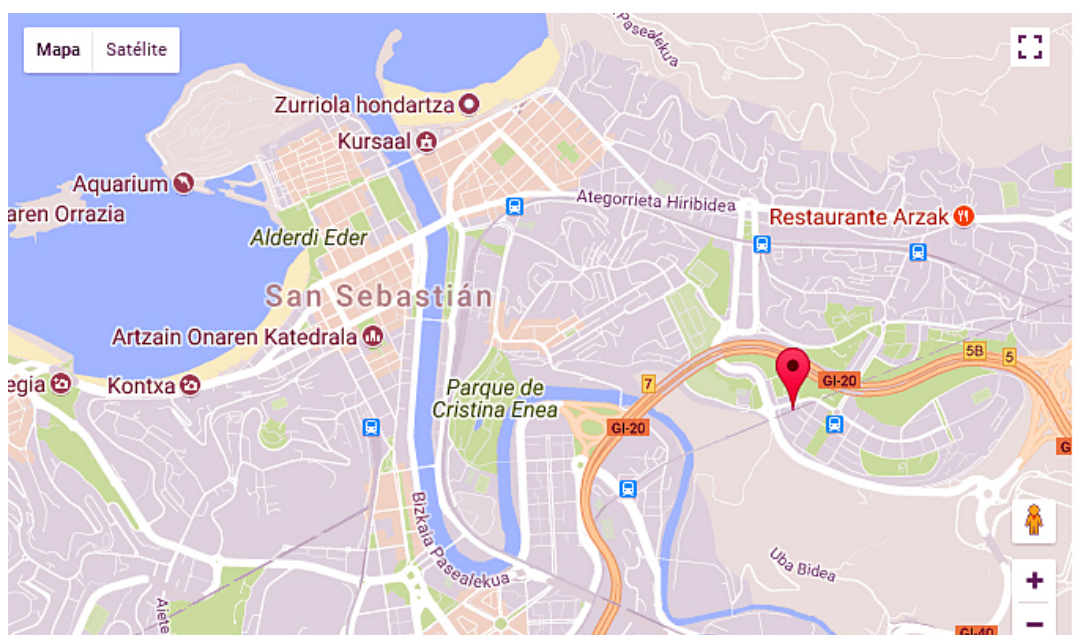 Mapa
Satélite
Pasealekua
Zurriola hondartza
Kursaal
Aquarium
aren Orrazia
Ategorrieta Hiribidea
Restaurante Arzak
Alderdi Eder
San Sebastián
Artzain Onaren Katedrala
egia
Kontxa
Parque de
Cristina Enea
7
GI-20
GI-20
5B
5
G
Bizkaia Pasealekua
Uba Bidea
Aiete
GI-40
+
−